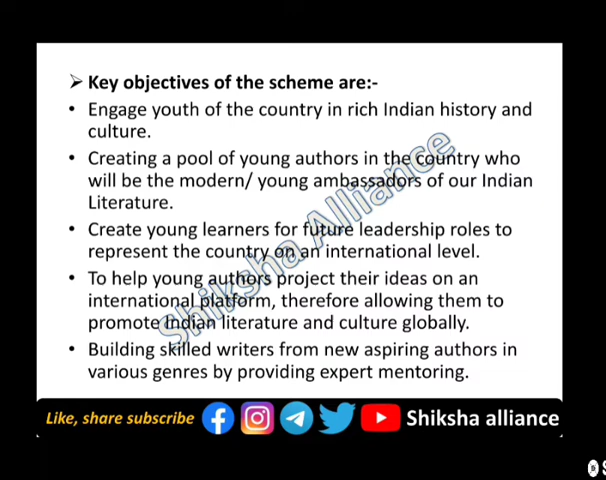 ➢ Key objectives of the scheme are:-
• Engage youth of the country in rich Indian history and
culture.
• Creating a pool of young authors in the country who
will be the modern/ young ambassadors of our Indian
Literature.
• Create young learners for future leadership roles to
represent the country on an international level.
• To help young authors project their ideas on an
international platform, therefore allowing them to
promote Indian literature and culture globally.
• Building skilled writers from new aspiring authors in
various genres by providing expert mentoring.
Shiksha Alliance
Like, share subscribe Shiksha alliance